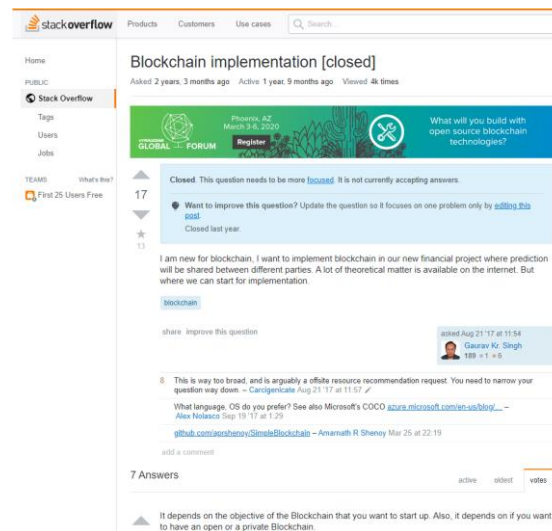 stackoverflow Products Customers Use cases Search...
Home
PUBLIC
Stack Overflow
Tags
Users
Jobs
TEAMS What's this?
First 25 Users Free
Blockchain implementation [closed]
Asked 2 years, 3 months ago Active 1 year, 9 months ago Viewed 4k times
GLOBAL FORUM
Phoenix, AZ
March 3-6, 2020
Register
What will you build with
open source blockchain
technologies?
17
13
Closed. This question needs to be more focused. It is not currently accepting answers.
Want to improve this question? Update the question so it focuses on one problem only by editing this
post.
Closed last year.
I am new for blockchain, I want to implement blockchain in our new financial project where prediction
will be shared between different parties. A lot of theoretical matter is available on the internet. But
where we can start for implementation.
blockchain
share improve this question
asked Aug 21 '17 at 11:54
Gaurav Kr. Singh
189 1 6
8 This is way too broad, and is arguably a offsite resource recommendation request. You need to narrow your
question way down. – Carcigenicate Aug 21 '17 at 11:57
What language, OS do you prefer? See also Microsoft's COCO azure.microsoft.com/en-us/blog/... –
Alex Nolasco Sep 19 '17 at 1:29
github.com/aprshenoy/SimpleBlockchain – Amarnath R Shenoy Mar 25 at 22:19
add a comment
7 Answers
active oldest votes
It depends on the objective of the Blockchain that you want to start up. Also, it depends on if you want
to have an open or a private Blockchain.